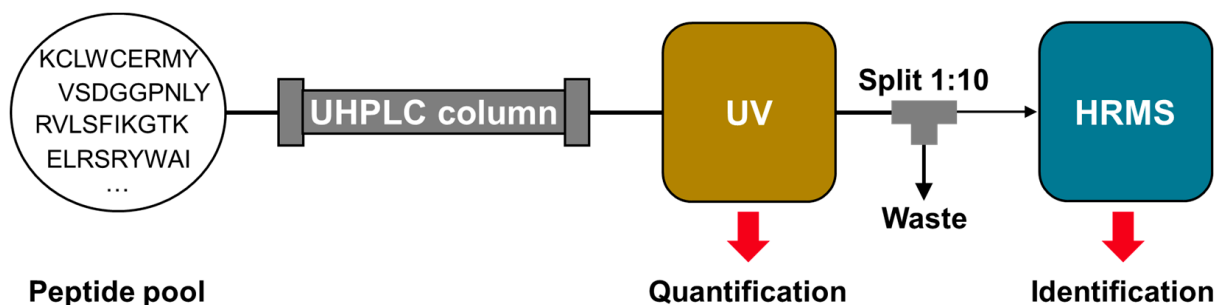 KCLWCERMY
VSDGGPNLY
RVLSFIKGTK
ELRSRYWAI
...
UHPLC column
UV
Split 1:10
HRMS
Waste
Peptide pool
Quantification
Identification